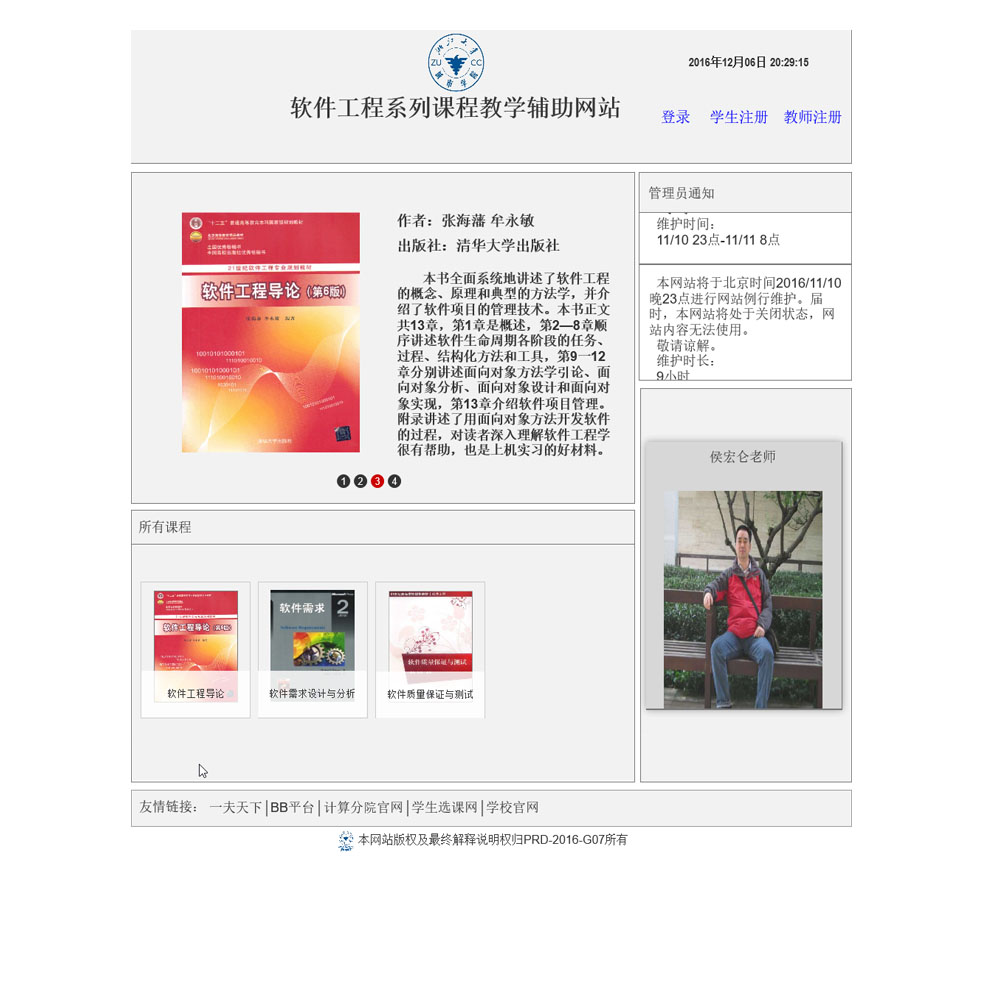 浙江大学
ZU CC
城市学院
2016年12月06日 20:29:15
软件工程系列课程教学辅助网站
登录 学生注册 教师注册
"十二五"普通高等教育本科国家级规划教材
21世纪软件工程专业规划教材
软件工程导论（第6版）
张海藩 牟永敏 编著
10010101000101
清华大学出版社
作者：张海藩 牟永敏
出版社：清华大学出版社
本书全面系统地讲述了软件工程
的概念、原理和典型的方法学，并介
绍了软件项目的管理技术。本书正文
共13章，第1章是概述，第2—8章顺
序讲述软件生命周期各阶段的任务、
过程、结构化方法和工具，第9一12
章分别讲述面向对象方法学引论、面
向对象分析、面向对象设计和面向对
象实现，第13章介绍软件项目管理。
附录讲述了用面向对象方法开发软件
的过程，对读者深入理解软件工程学
很有帮助，也是上机实习的好材料。
1 2 3 4
管理员通知
维护时间：
11/10 23点-11/11 8点
本网站将于北京时间2016/11/10
晚23点进行网站例行维护。届
时，本网站将处于关闭状态，网
站内容无法使用。
敬请谅解。
维护时长：
9小时
侯宏仑老师
所有课程
软件工程导论（第6版）
软件工程导论
软件需求 2
Software Requirements
软件需求设计与分析
软件质量保证与测试
软件质量保证与测试
友情链接： 一夫天下|BB平台|计算分院官网|学生选课网|学校官网
本网站版权及最终解释说明权归PRD-2016-G07所有